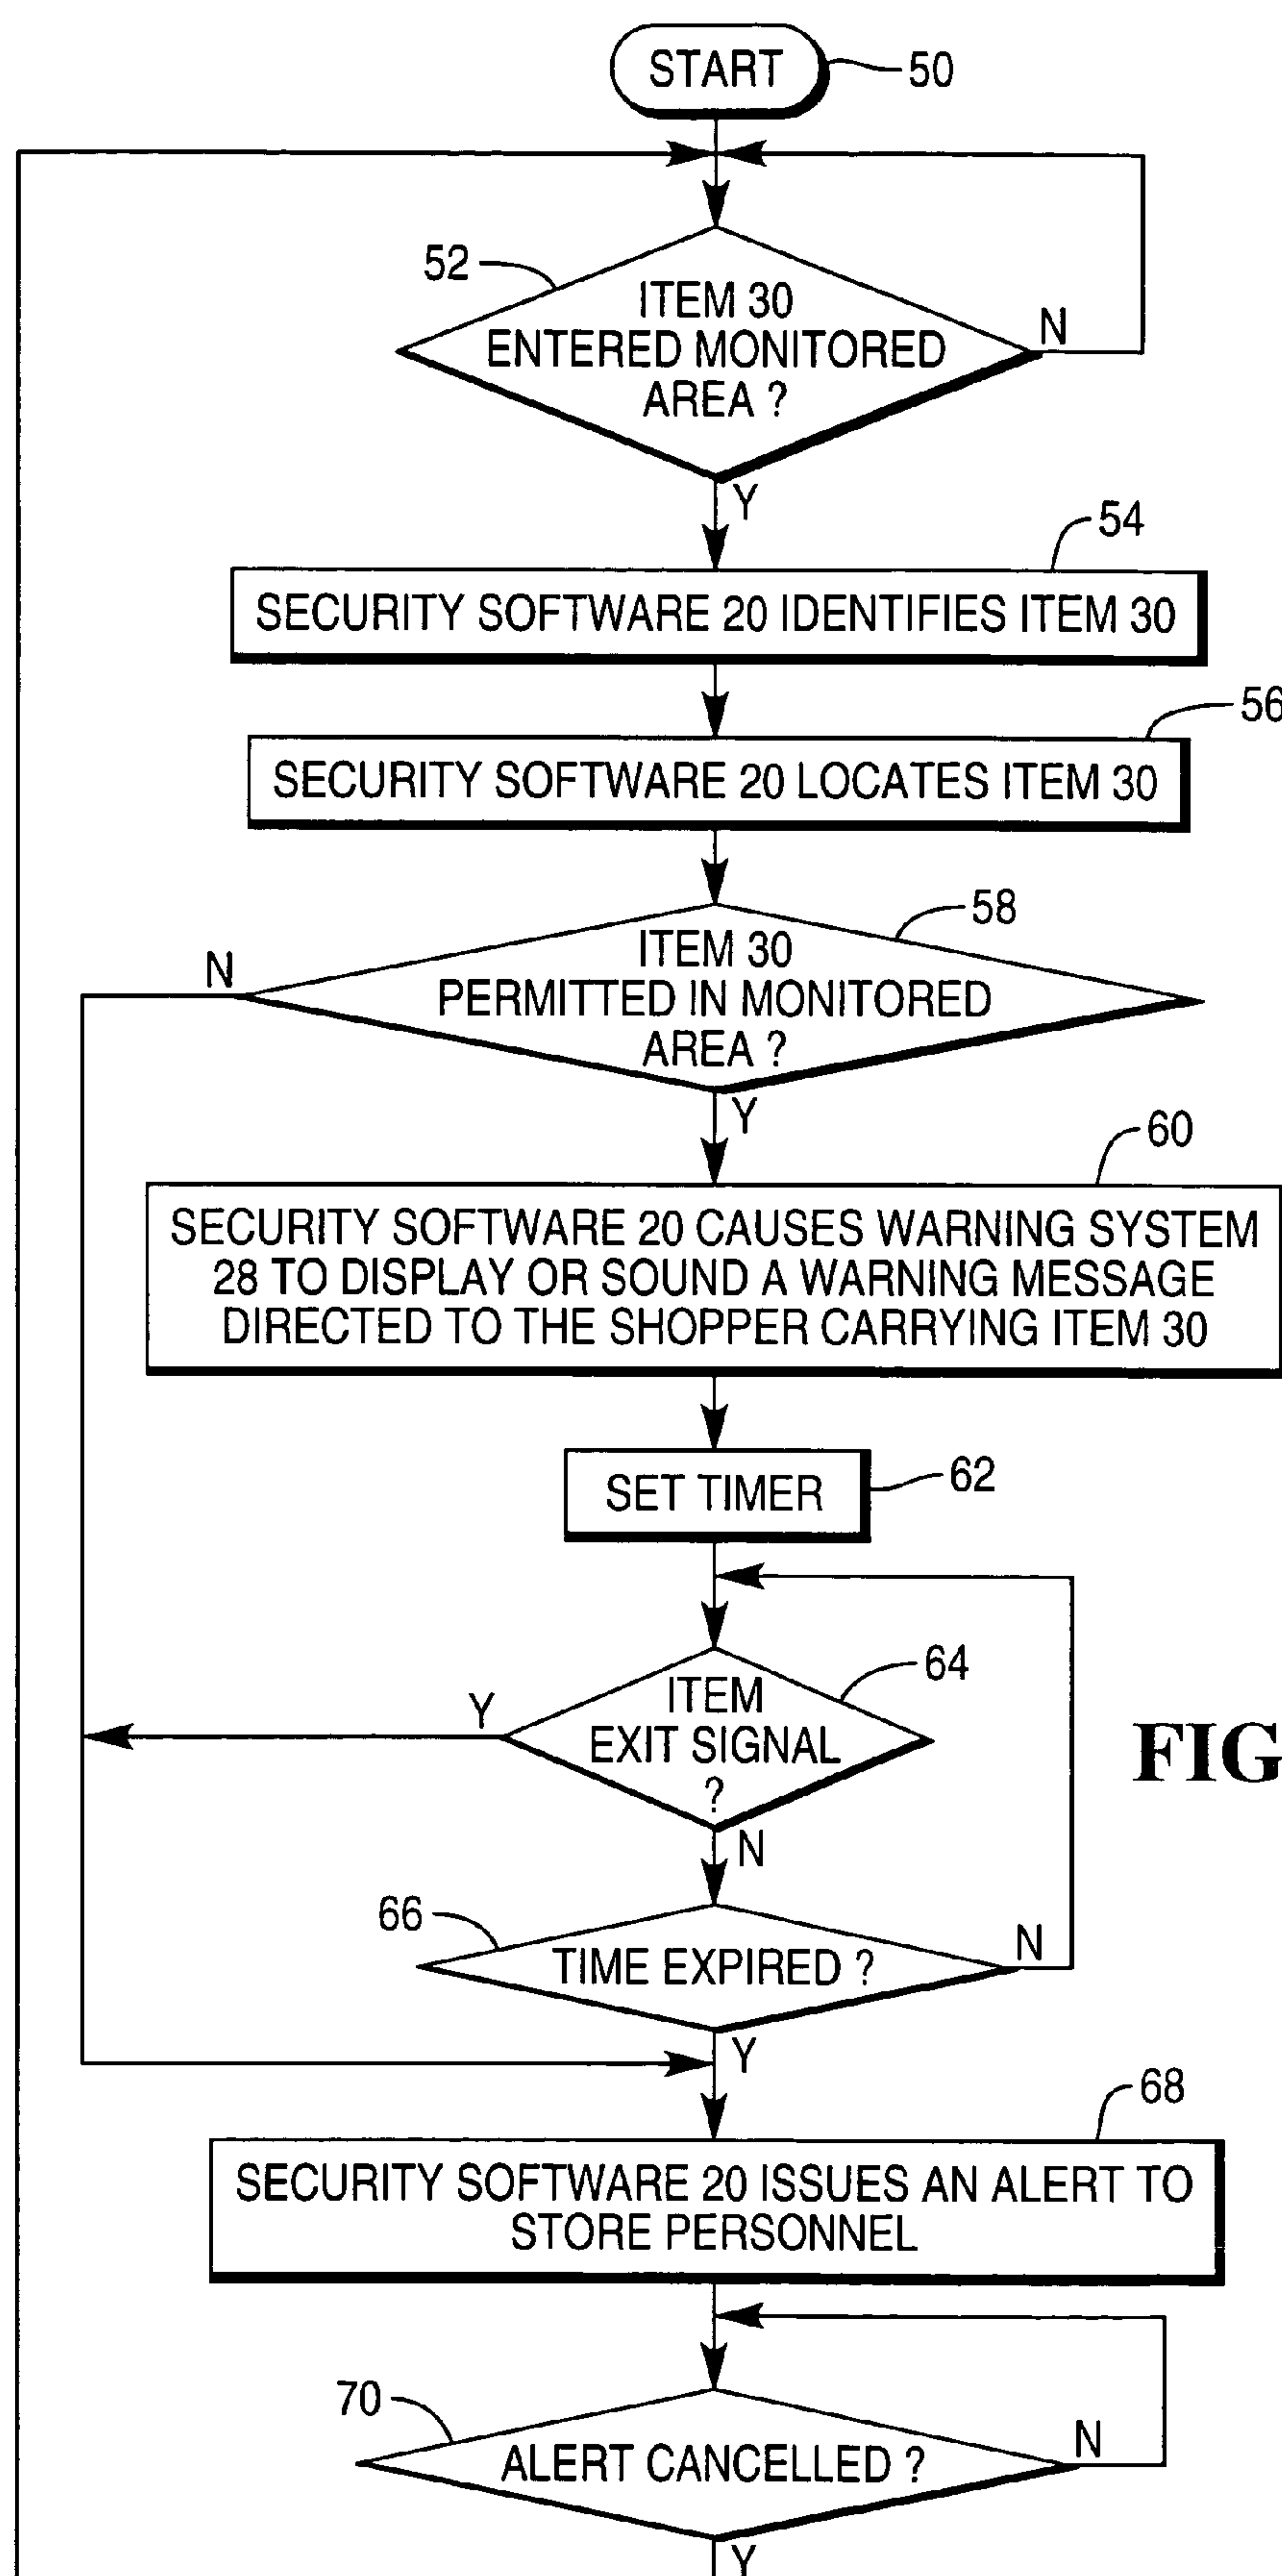 START
50
52
ITEM 30
ENTERED MONITORED
AREA ?
N
Y
54
SECURITY SOFTWARE 20 IDENTIFIES ITEM 30
56
SECURITY SOFTWARE 20 LOCATES ITEM 30
58
N
ITEM 30
PERMITTED IN MONITORED
AREA ?
Y
60
SECURITY SOFTWARE 20 CAUSES WARNING SYSTEM
28 TO DISPLAY OR SOUND A WARNING MESSAGE
DIRECTED TO THE SHOPPER CARRYING ITEM 30
SET TIMER
62
64
Y
ITEM
EXIT SIGNAL
?
FIG
N
66
TIME EXPIRED ?
N
Y
68
SECURITY SOFTWARE 20 ISSUES AN ALERT TO
STORE PERSONNEL
70
ALERT CANCELLED ?
N
Y